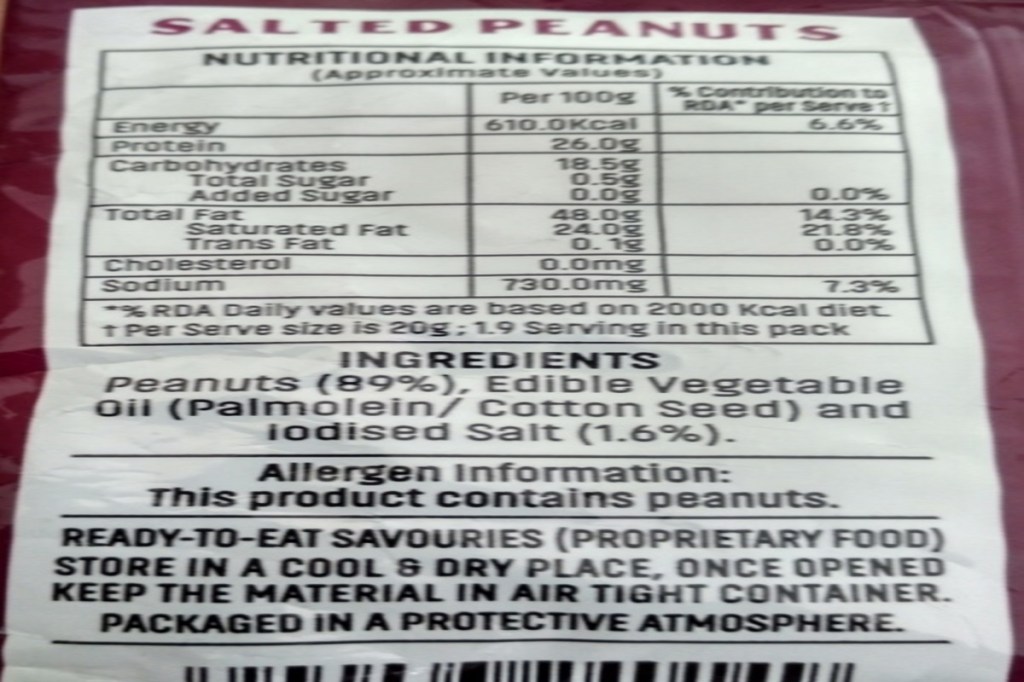 SALTED PEANUTS
NUTRITIONAL INFORMATION
(Approximate Values)
Per 100g % Contribution to RDA* per Serve †
Energy 610.0Kcal 6.6%
Protein 26.0g
Carbohydrates 18.5g
Total Sugar 0.5g
Added Sugar 0.0g 0.0%
Total Fat 48.0g 14.3%
Saturated Fat 24.0g 21.8%
Trans Fat 0.1g 0.0%
Cholesterol 0.0mg
Sodium 730.0mg 7.3%
*% RDA Daily values are based on 2000 Kcal diet.
† Per Serve size is 20g; 1.9 Serving in this pack
INGREDIENTS
Peanuts (89%), Edible Vegetable
Oil (Palmolein/ Cotton Seed) and
Iodised Salt (1.6%).
Allergen Information:
This product contains peanuts.
READY-TO-EAT SAVOURIES (PROPRIETARY FOOD)
STORE IN A COOL & DRY PLACE, ONCE OPENED
KEEP THE MATERIAL IN AIR TIGHT CONTAINER.
PACKAGED IN A PROTECTIVE ATMOSPHERE.